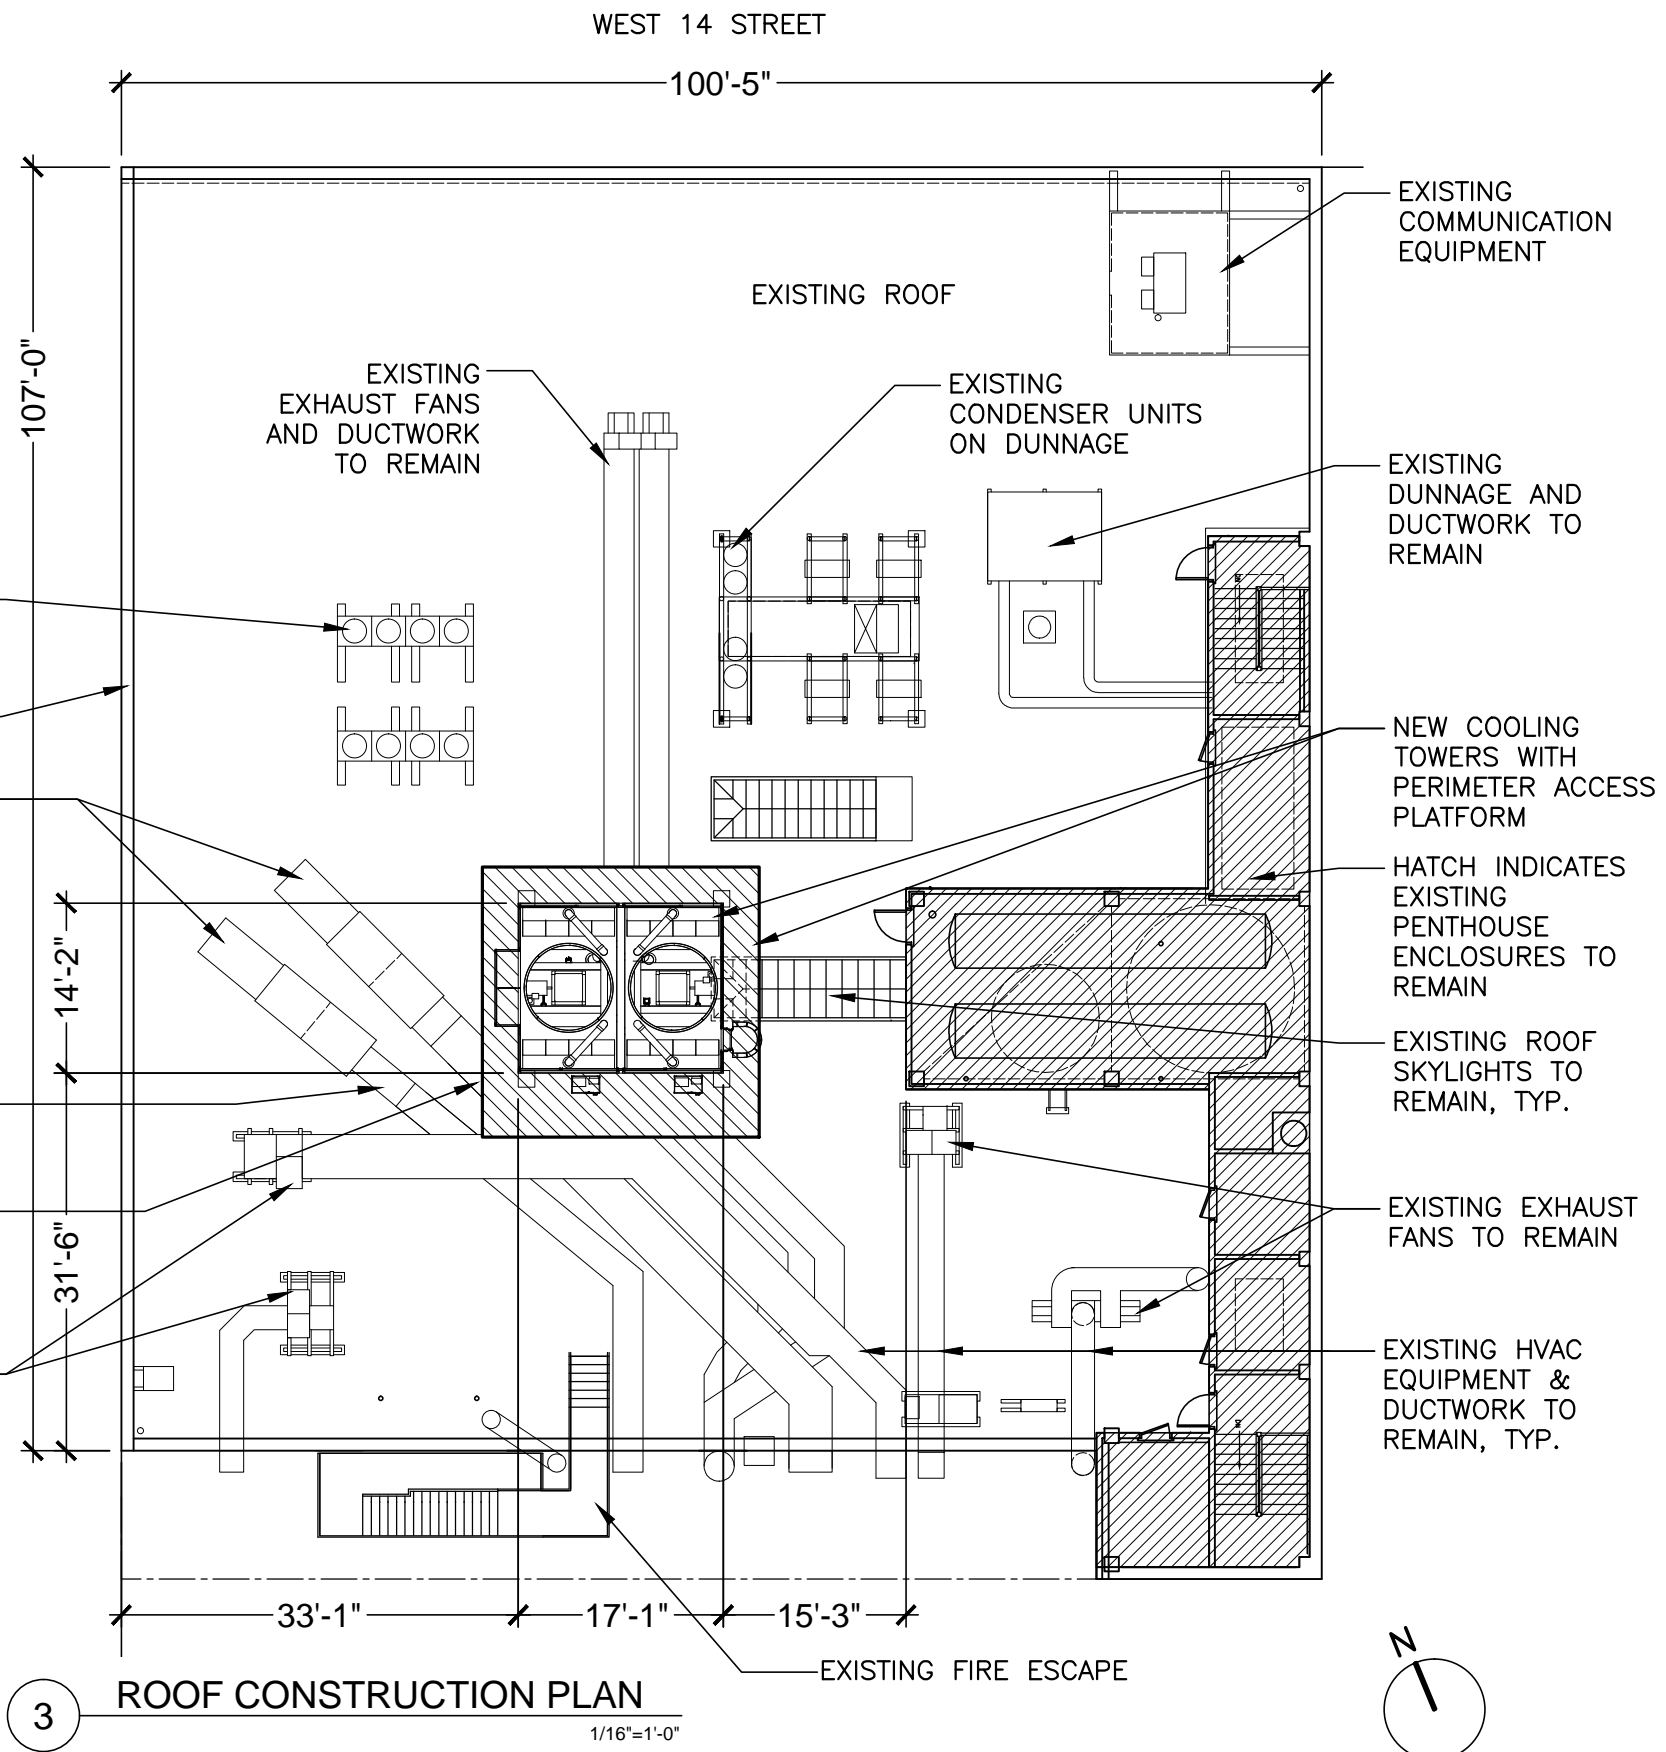 WEST 14 STREET
100'-5"
EXISTING
COMMUNICATION
EQUIPMENT
EXISTING ROOF
107'-0"
EXISTING
EXHAUST FANS
AND DUCTWORK
TO REMAIN
EXISTING
CONDENSER UNITS
ON DUNNAGE
EXISTING
DUNNAGE AND
DUCTWORK TO
REMAIN
NEW COOLING
TOWERS WITH
PERIMETER ACCESS
PLATFORM
HATCH INDICATES
EXISTING
PENTHOUSE
ENCLOSURES TO
REMAIN
14'-2"
EXISTING ROOF
SKYLIGHTS TO
REMAIN, TYP.
31'-6"
EXISTING EXHAUST
FANS TO REMAIN
EXISTING HVAC
EQUIPMENT &
DUCTWORK TO
REMAIN, TYP.
33'-1"
17'-1"
15'-3"
EXISTING FIRE ESCAPE
N
3
ROOF CONSTRUCTION PLAN
1/16"=1'-0"